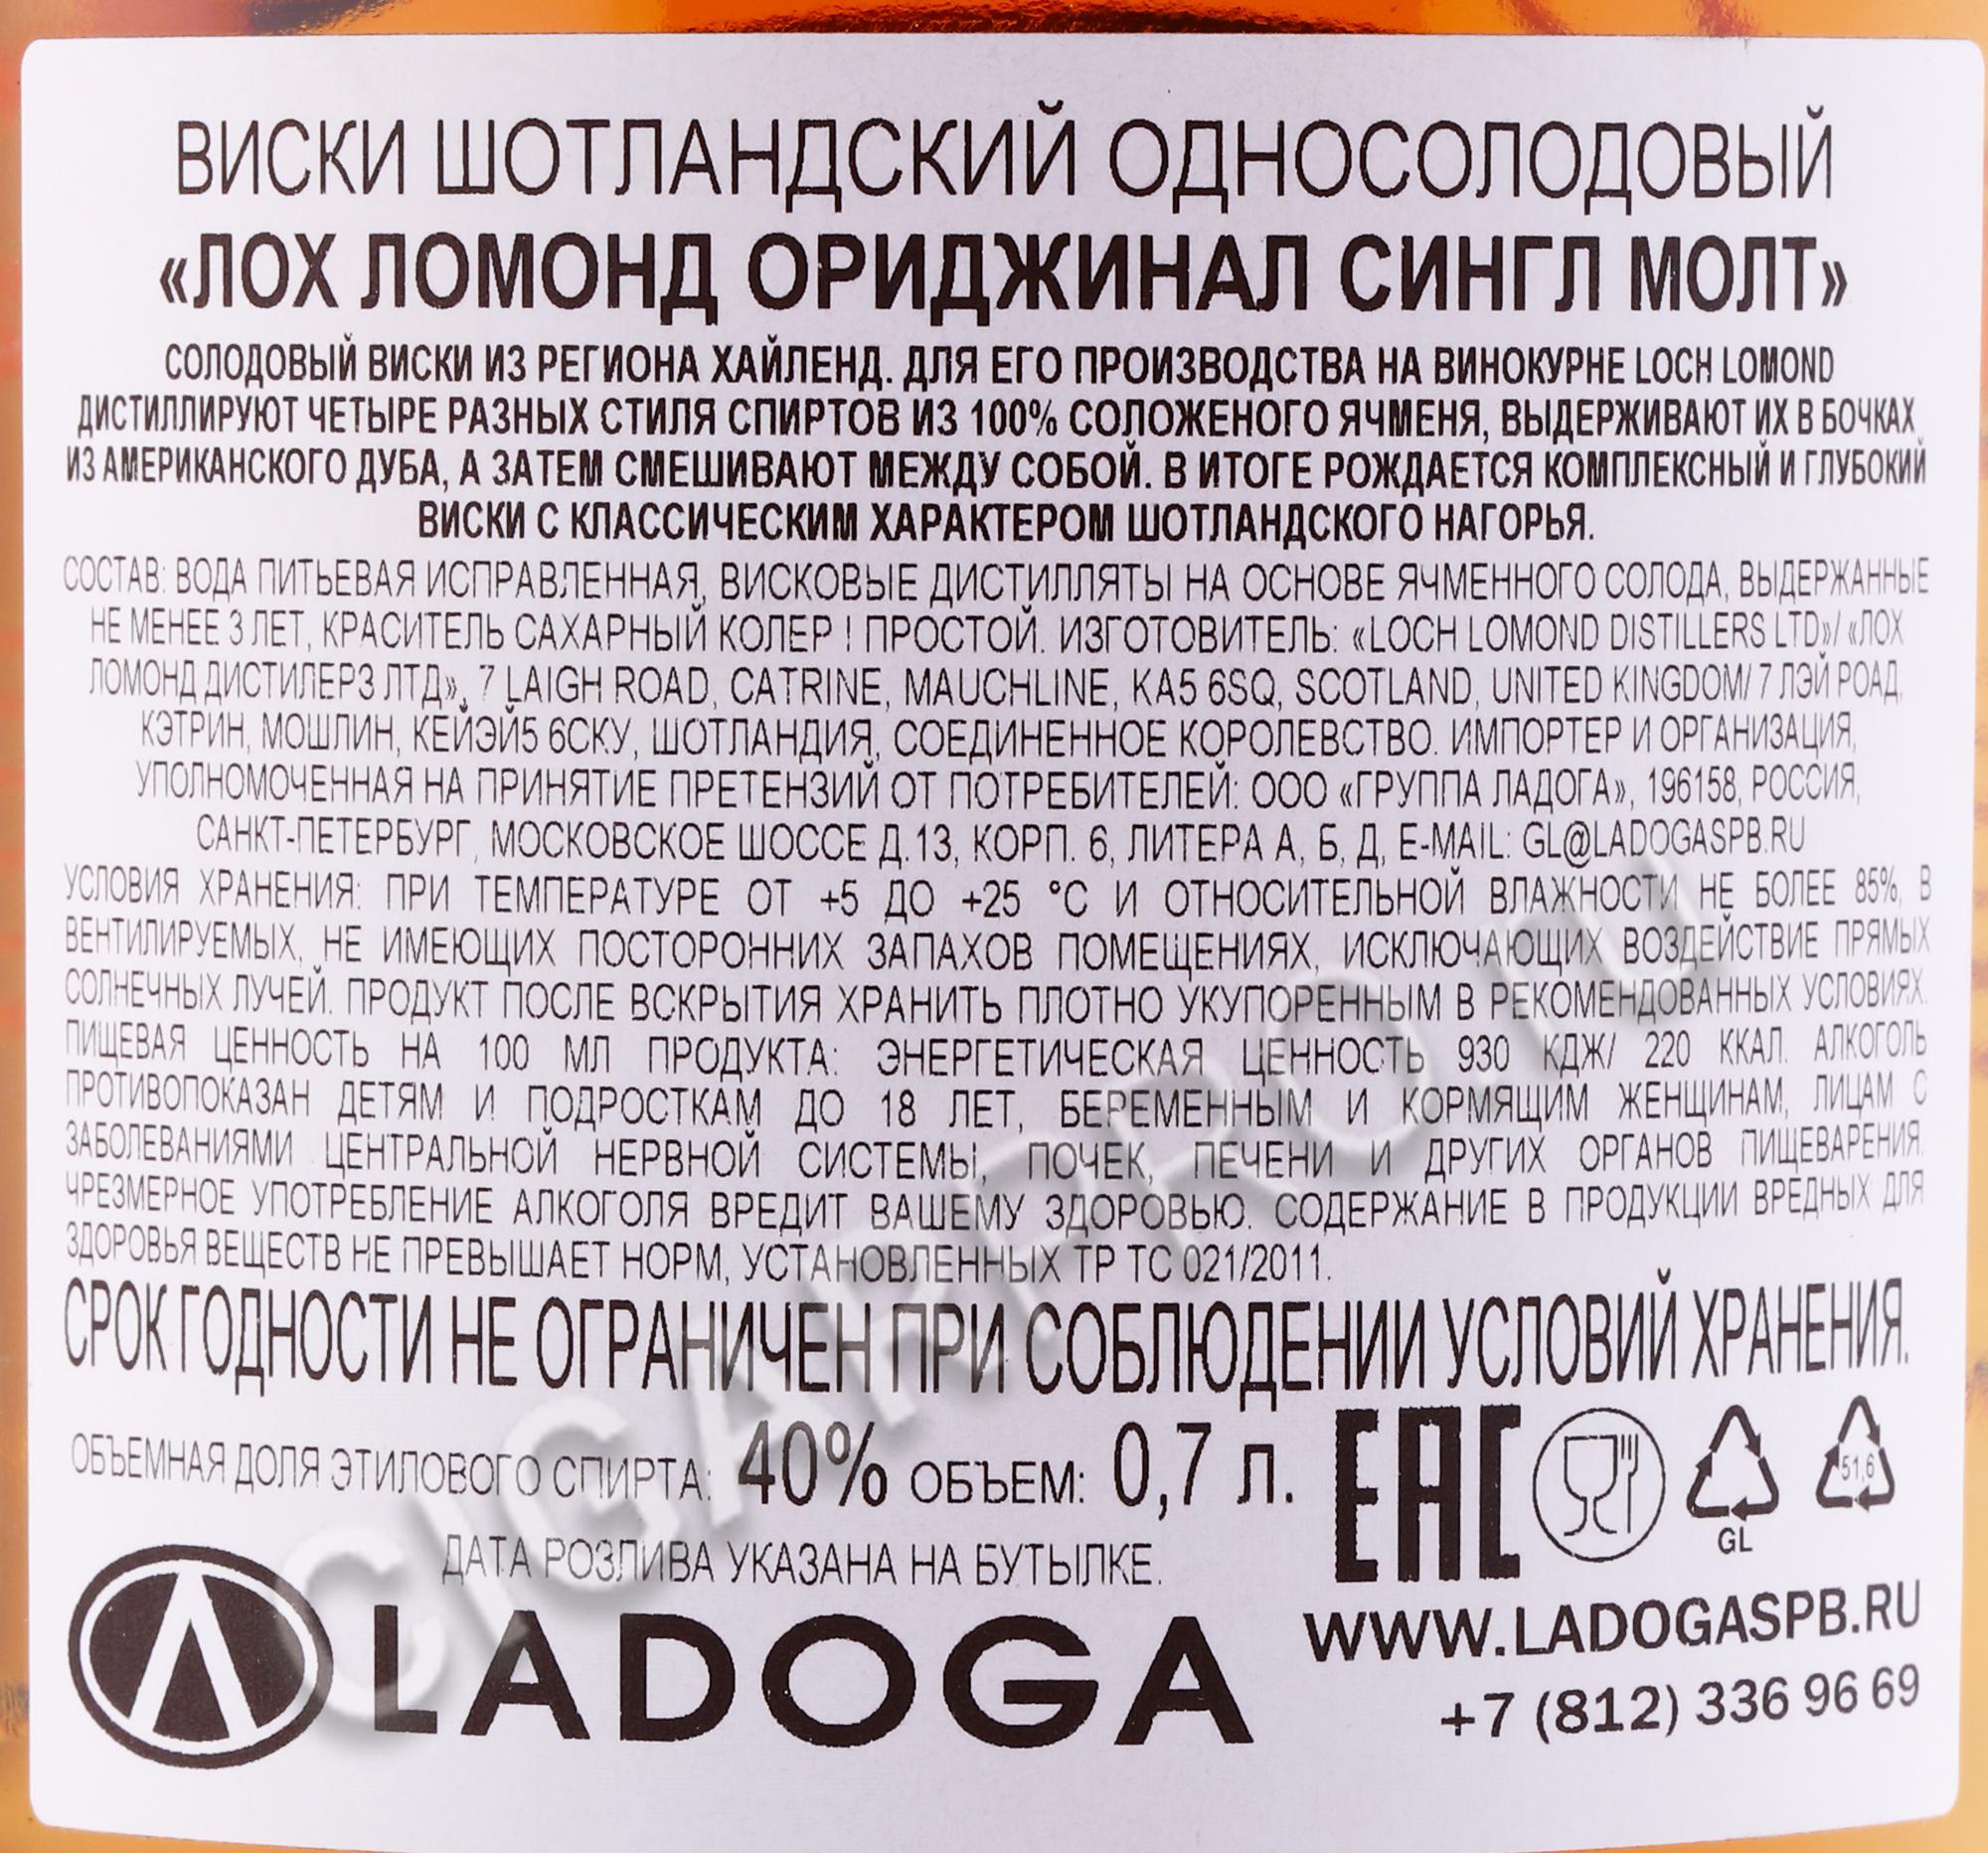 ВИСКИ ШОТЛАНДСКИЙ ОДНОСОЛОДОВЫЙ
«ЛОХ ЛОМОНД ОРИДЖИНАЛ СИНГЛ МОЛТ»
СОЛОДОВЫЙ ВИСКИ ИЗ РЕГИОНА ХАЙЛЕНД. ДЛЯ ЕГО ПРОИЗВОДСТВА НА ВИНОКУРНЕ LOCH LOMOND
ДИСТИЛЛИРУЮТ ЧЕТЫРЕ РАЗНЫХ СТИЛЯ СПИРТОВ ИЗ 100% СОЛОЖЕНОГО ЯЧМЕНЯ, ВЫДЕРЖИВАЮТ ИХ В БОЧКАХ
ИЗ АМЕРИКАНСКОГО ДУБА, А ЗАТЕМ СМЕШИВАЮТ МЕЖДУ СОБОЙ. В ИТОГЕ РОЖДАЕТСЯ КОМПЛЕКСНЫЙ И ГЛУБОКИЙ
ВИСКИ С КЛАССИЧЕСКИМ ХАРАКТЕРОМ ШОТЛАНДСКОГО НАГОРЬЯ.
СОСТАВ: ВОДА ПИТЬЕВАЯ ИСПРАВЛЕННАЯ, ВИСКОВЫЕ ДИСТИЛЛЯТЫ НА ОСНОВЕ ЯЧМЕННОГО СОЛОДА, ВЫДЕРЖАННЫЕ
НЕ МЕНЕЕ 3 ЛЕТ, КРАСИТЕЛЬ САХАРНЫЙ КОЛЕР I ПРОСТОЙ. ИЗГОТОВИТЕЛЬ: «LOCH LOMOND DISTILLERS LTD»/ «ЛОХ
ЛОМОНД ДИСТИЛЕРЗ ЛТД», 7 LAIGH ROAD, CATRINE, MAUCHLINE, KA5 6SQ, SCOTLAND, UNITED KINGDOM/ 7 ЛЭЙ РОАД,
КЭТРИН, МОШЛИН, КЕЙЭЙ5 6СКУ, ШОТЛАНДИЯ, СОЕДИНЕННОЕ КОРОЛЕВСТВО. ИМПОРТЕР И ОРГАНИЗАЦИЯ,
УПОЛНОМОЧЕННАЯ НА ПРИНЯТИЕ ПРЕТЕНЗИЙ ОТ ПОТРЕБИТЕЛЕЙ: ООО «ГРУППА ЛАДОГА», 196158, РОССИЯ,
САНКТ-ПЕТЕРБУРГ, МОСКОВСКОЕ ШОССЕ Д.13, КОРП. 6, ЛИТЕРА А, Б, Д, E-MAIL: GL@LADOGASPB.RU
УСЛОВИЯ ХРАНЕНИЯ: ПРИ ТЕМПЕРАТУРЕ ОТ +5 ДО +25 °C И ОТНОСИТЕЛЬНОЙ ВЛАЖНОСТИ НЕ БОЛЕЕ 85%, В
ВЕНТИЛИРУЕМЫХ, НЕ ИМЕЮЩИХ ПОСТОРОННИХ ЗАПАХОВ ПОМЕЩЕНИЯХ, ИСКЛЮЧАЮЩИХ ВОЗДЕЙСТВИЕ ПРЯМЫХ
СОЛНЕЧНЫХ ЛУЧЕЙ. ПРОДУКТ ПОСЛЕ ВСКРЫТИЯ ХРАНИТЬ ПЛОТНО УКУПОРЕННЫМ В РЕКОМЕНДОВАННЫХ УСЛОВИЯХ.
ПИЩЕВАЯ ЦЕННОСТЬ НА 100 МЛ ПРОДУКТА: ЭНЕРГЕТИЧЕСКАЯ ЦЕННОСТЬ 930 КДЖ/ 220 ККАЛ. АЛКОГОЛЬ
ПРОТИВОПОКАЗАН ДЕТЯМ И ПОДРОСТКАМ ДО 18 ЛЕТ, БЕРЕМЕННЫМ И КОРМЯЩИМ ЖЕНЩИНАМ, ЛИЦАМ С
ЗАБОЛЕВАНИЯМИ ЦЕНТРАЛЬНОЙ НЕРВНОЙ СИСТЕМЫ, ПОЧЕК, ПЕЧЕНИ И ДРУГИХ ОРГАНОВ ПИЩЕВАРЕНИЯ.
ЧРЕЗМЕРНОЕ УПОТРЕБЛЕНИЕ АЛКОГОЛЯ ВРЕДИТ ВАШЕМУ ЗДОРОВЬЮ. СОДЕРЖАНИЕ В ПРОДУКЦИИ ВРЕДНЫХ ДЛЯ
ЗДОРОВЬЯ ВЕЩЕСТВ НЕ ПРЕВЫШАЕТ НОРМ, УСТАНОВЛЕННЫХ ТР ТС 021/2011.
СРОК ГОДНОСТИ НЕ ОГРАНИЧЕН ПРИ СОБЛЮДЕНИИ УСЛОВИЙ ХРАНЕНИЯ.
ОБЪЕМНАЯ ДОЛЯ ЭТИЛОВОГО СПИРТА: 40% ОБЪЕМ: 0,7 Л. EAC
51,6
GL
ДАТА РОЗЛИВА УКАЗАНА НА БУТЫЛКЕ.
LADOGA
WWW.LADOGASPB.RU
+7 (812) 336 96 69
CIGARPRO.ru